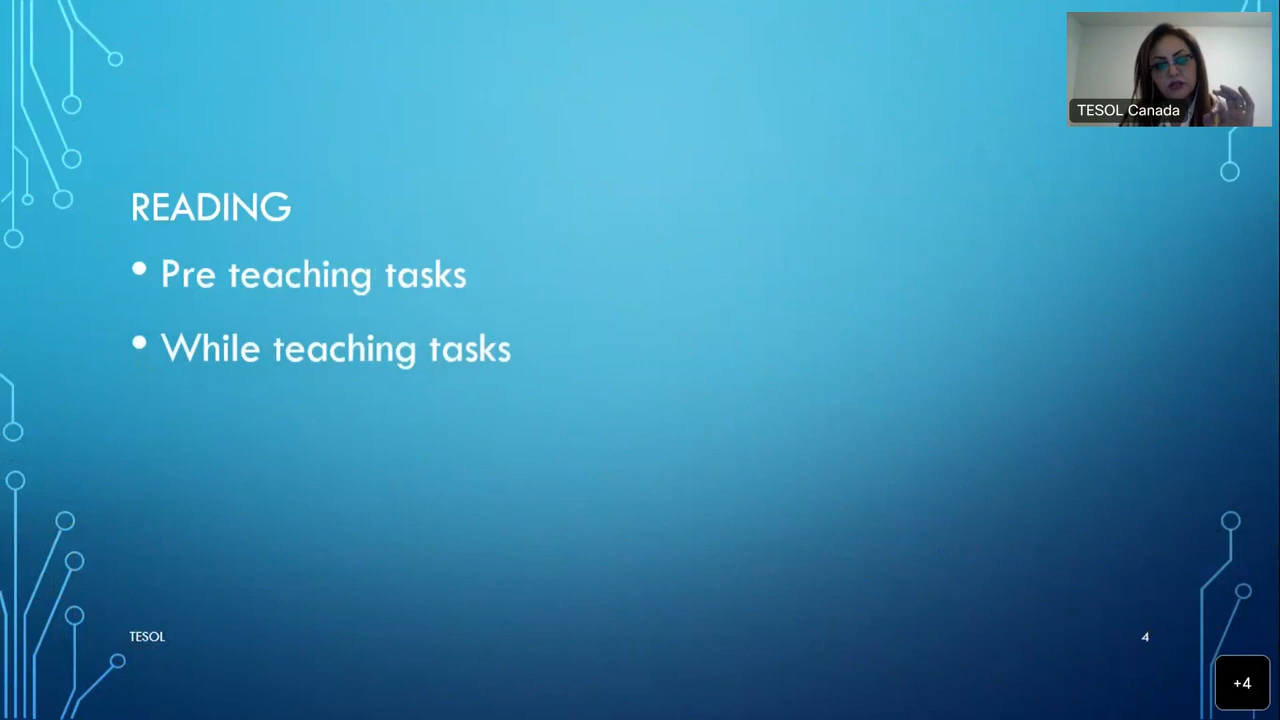 TESOL Canada
READING
• Pre teaching tasks
• While teaching tasks
TESOL
4
+4